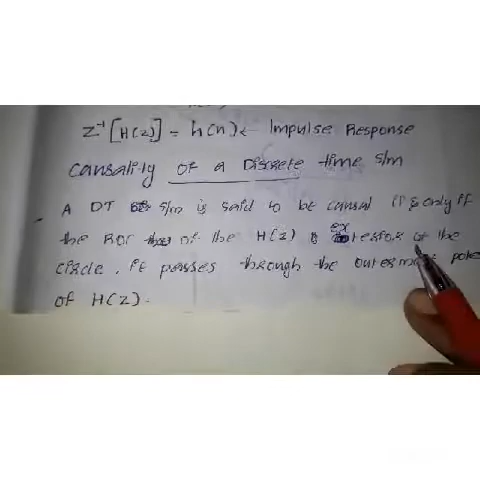 Z⁻¹[H(z)] = h(n) ← Impulse Response
Causality of a Discrete time S/m
A DT S/m is said to be causal if & only if
the ROC of the H(z) is exterior of the
circle. it passes through the outermost pole
of H(z).